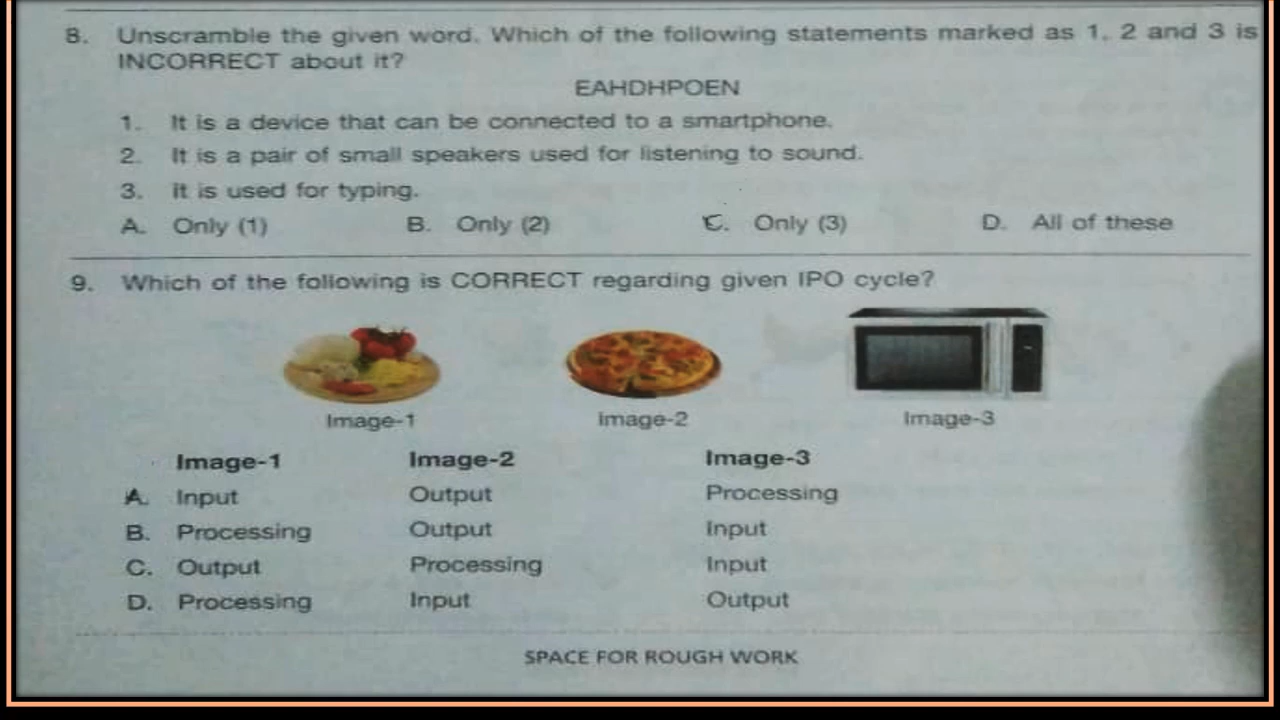 8. Unscramble the given word. Which of the following statements marked as 1, 2 and 3 is
INCORRECT about it?
EAHDHPOEN
1. It is a device that can be connected to a smartphone.
2. It is a pair of small speakers used for listening to sound.
3. It is used for typing.
A. Only (1) B. Only (2) C. Only (3) D. All of these
9. Which of the following is CORRECT regarding given IPO cycle?
Image-1 Image-2 Image-3
Image-1 Image-2 Image-3
A. Input Output Processing
B. Processing Output Input
C. Output Processing Input
D. Processing Input Output
SPACE FOR ROUGH WORK